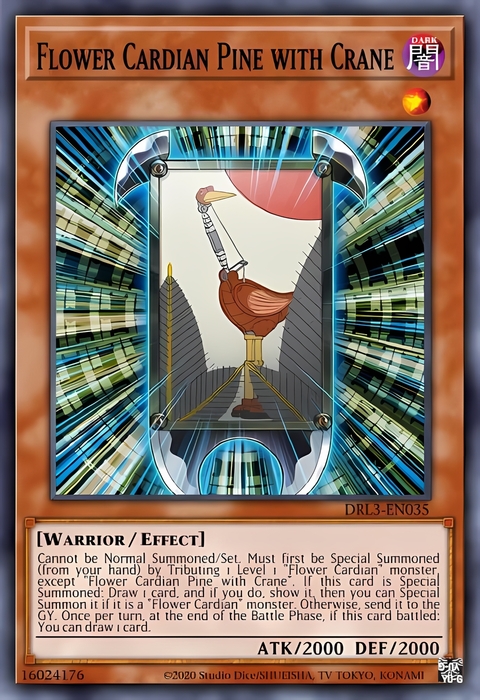 FLOWER CARDIAN PINE WITH CRANE
DARK
闇
DRL3-EN035
[WARRIOR / EFFECT]
Cannot be Normal Summoned/Set. Must first be Special Summoned
(from your hand) by Tributing 1 Level 1 "Flower Cardian" monster,
except "Flower Cardian Pine with Crane". If this card is Special
Summoned: Draw 1 card, and if you do, show it, then you can Special
Summon it if it is a "Flower Cardian" monster. Otherwise, send it to the
GY. Once per turn, at the end of the Battle Phase, if this card battled:
You can draw 1 card.
ATK/2000 DEF/2000
16024176
©2020 Studio Dice/SHUEISHA, TV TOKYO, KONAMI